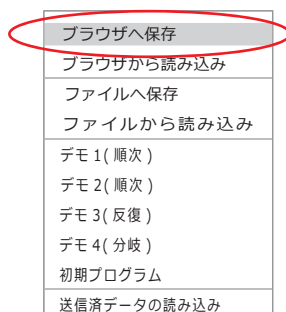 ブラウザへ保存
ブラウザから読み込み
ファイルへ保存
ファイルから読み込み
デモ 1( 順次 )
デモ 2( 順次 )
デモ 3( 反復 )
デモ 4( 分岐 )
初期プログラム
送信済データの読み込み